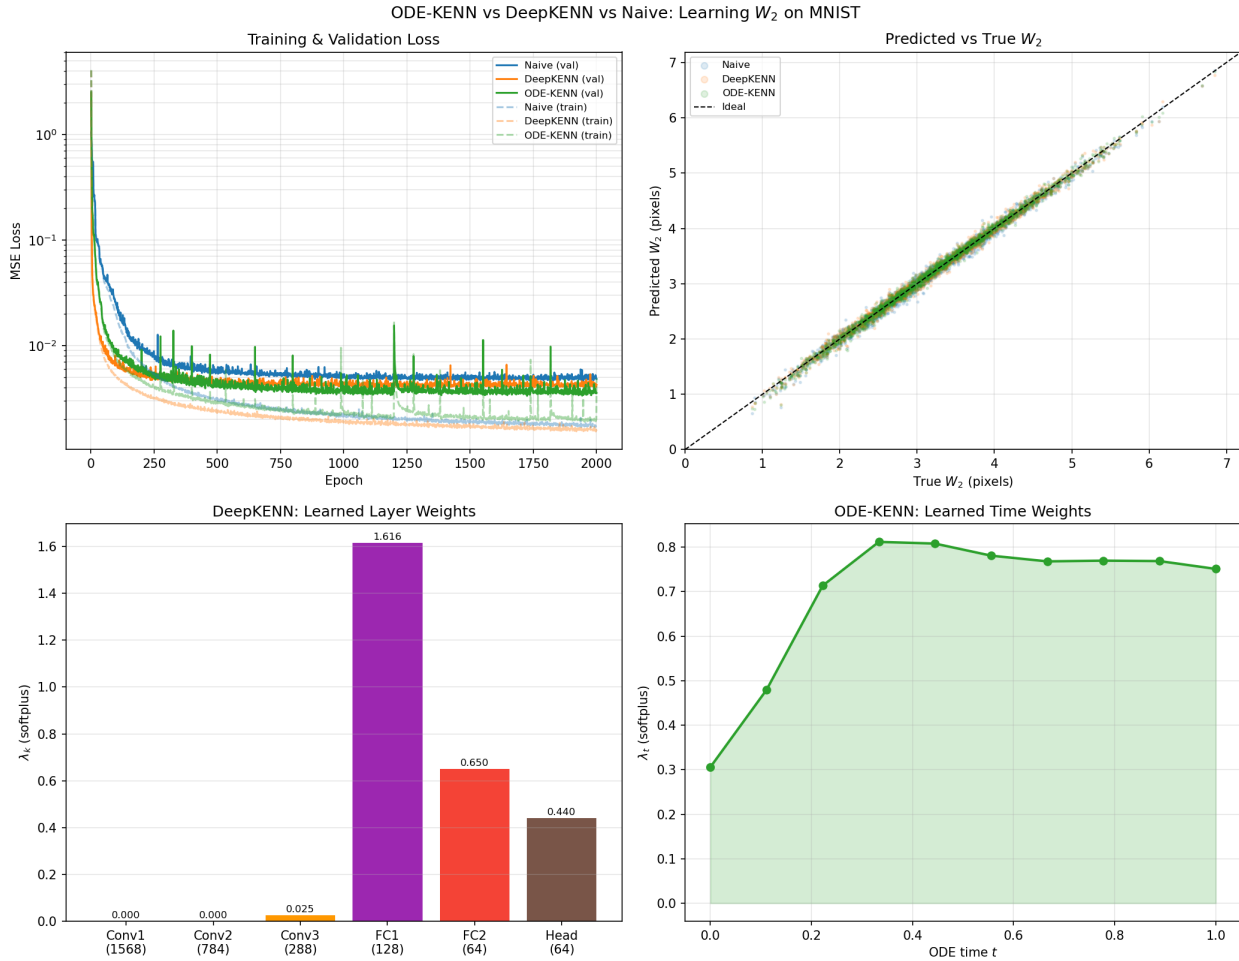 ODE-KENN vs DeepKENN vs Naive: Learning W₂ on MNIST
Training & Validation Loss
MSE Loss
10⁰
10⁻¹
10⁻²
Naive (val)
DeepKENN (val)
ODE-KENN (val)
Naive (train)
DeepKENN (train)
ODE-KENN (train)
0 250 500 750 1000 1250 1500 1750 2000
Epoch
Predicted vs True W₂
Predicted W₂ (pixels)
7
6
5
4
3
2
1
0
Naive
DeepKENN
ODE-KENN
Ideal
0 1 2 3 4 5 6 7
True W₂ (pixels)
DeepKENN: Learned Layer Weights
λₖ (softplus)
1.6
1.4
1.2
1.0
0.8
0.6
0.4
0.2
0.0
0.000 0.000 0.025 1.616 0.650 0.440
Conv1 Conv2 Conv3 FC1 FC2 Head
(1568) (784) (288) (128) (64) (64)
ODE-KENN: Learned Time Weights
λₜ (softplus)
0.8
0.7
0.6
0.5
0.4
0.3
0.2
0.1
0.0
0.0 0.2 0.4 0.6 0.8 1.0
ODE time t